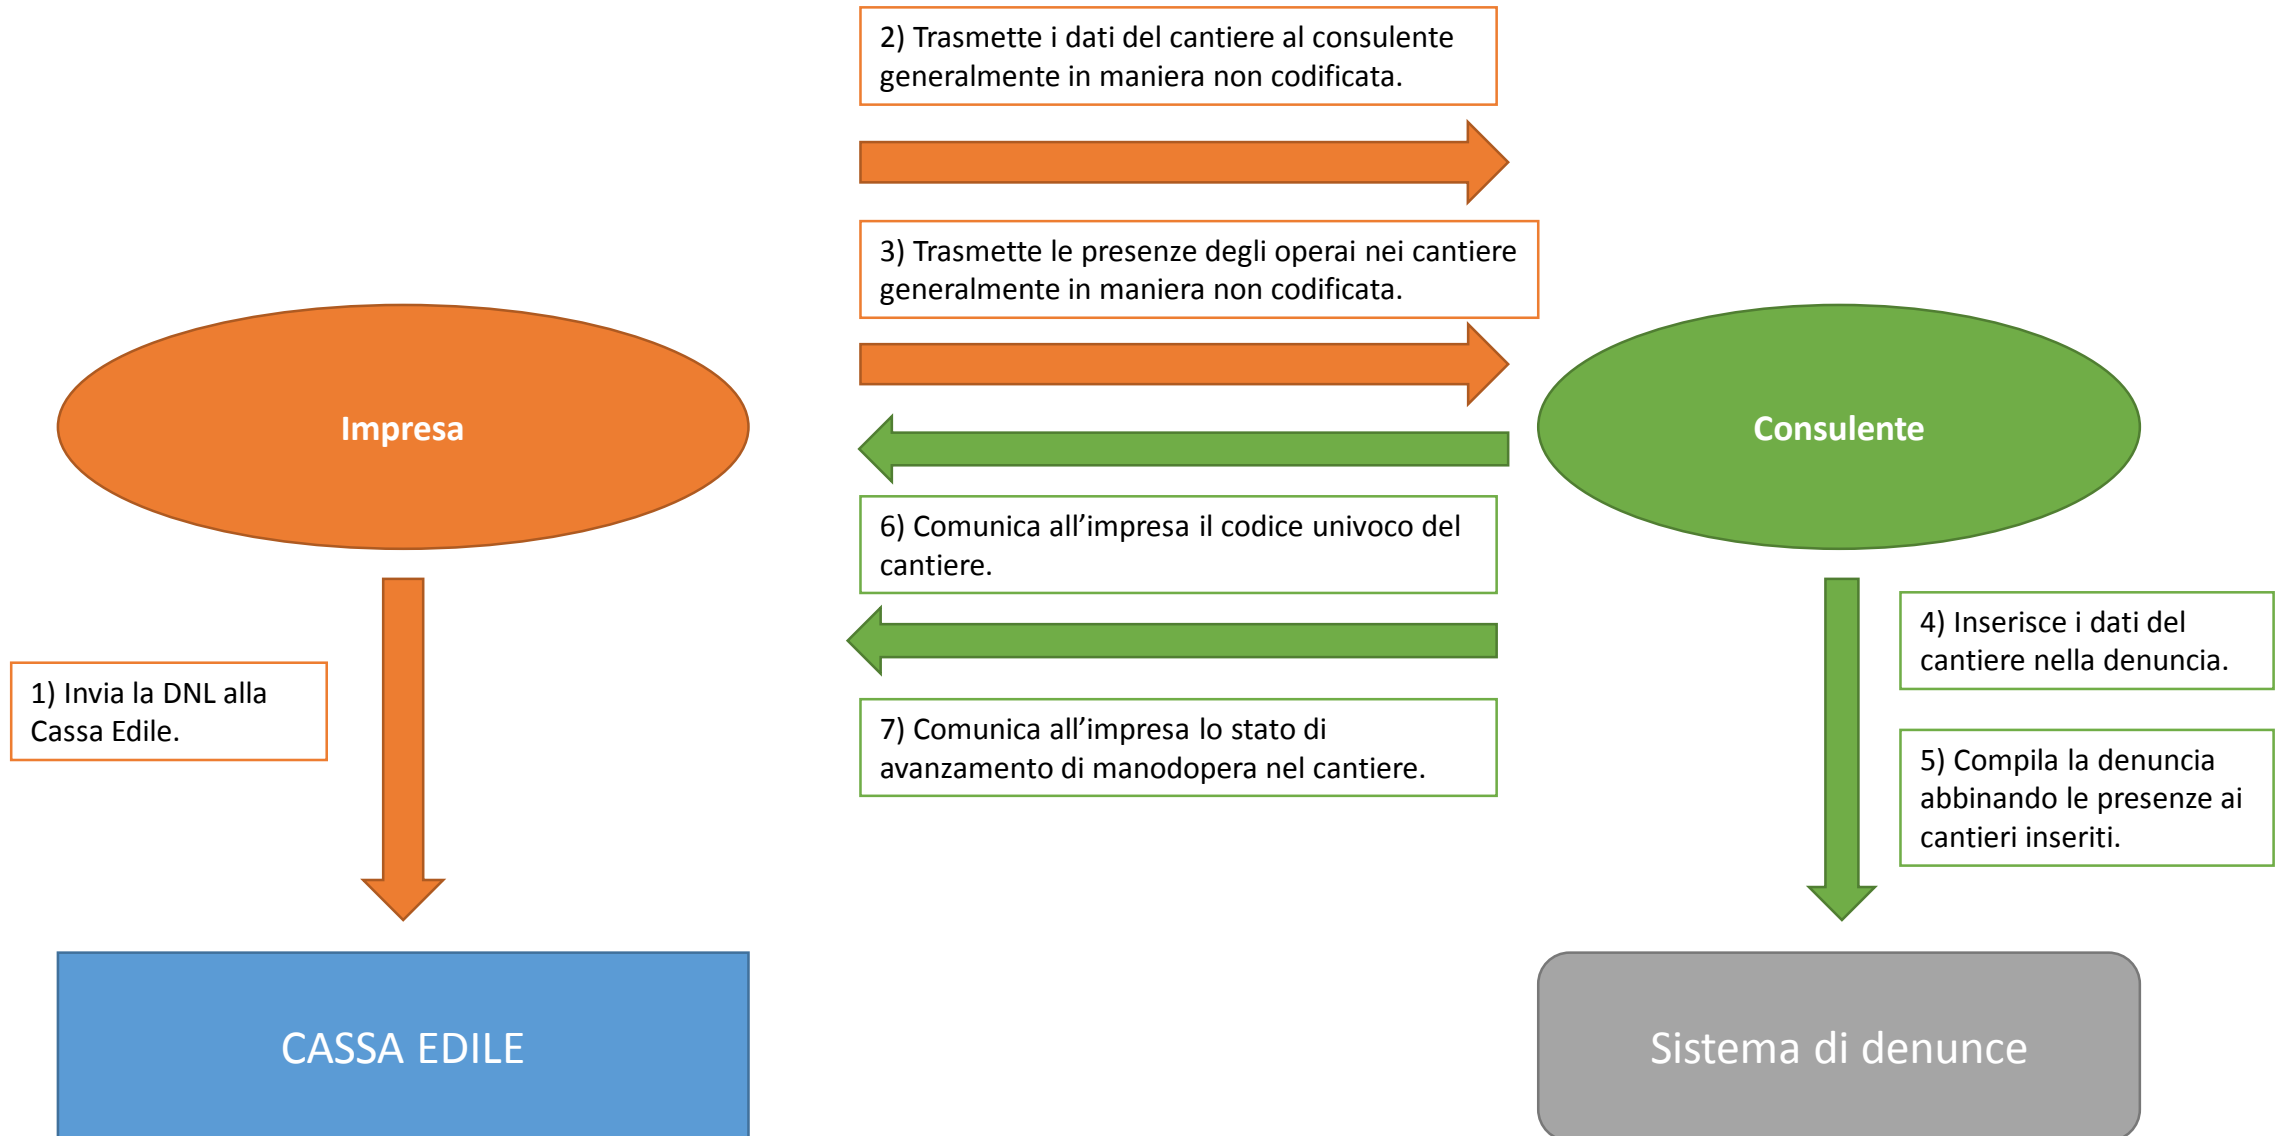 2) Trasmette i dati del cantiere al consulente
generalmente in maniera non codificata.
3) Trasmette le presenze degli operai nei cantiere
generalmente in maniera non codificata.
Impresa
Consulente
6) Comunica all’impresa il codice univoco del
cantiere.
4) Inserisce i dati del
cantiere nella denuncia.
1) Invia la DNL alla
Cassa Edile.
7) Comunica all’impresa lo stato di
avanzamento di manodopera nel cantiere.
5) Compila la denuncia
abbinando le presenze ai
cantieri inseriti.
CASSA EDILE
Sistema di denunce